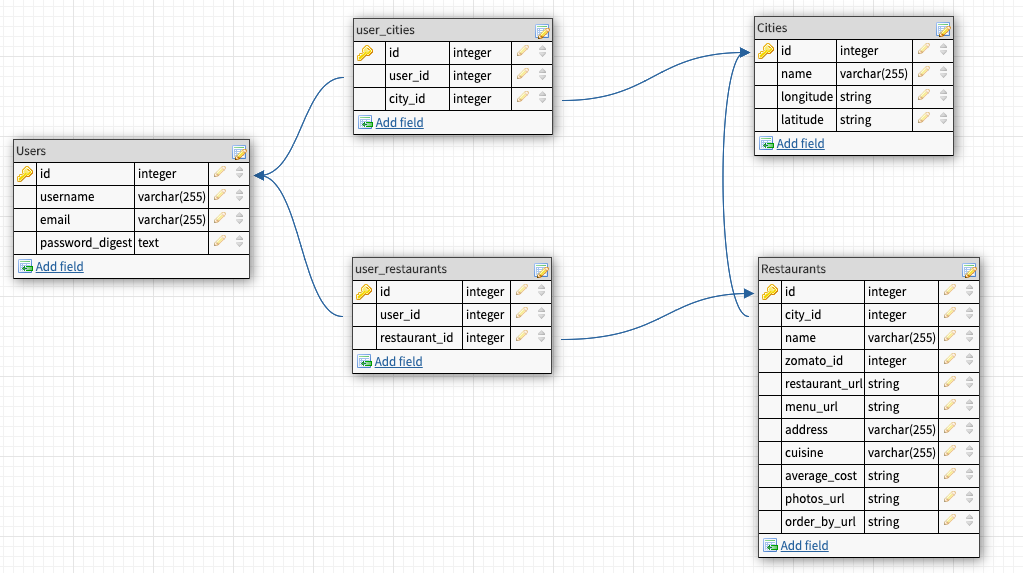 user_cities
id integer
user_id integer
city_id integer
Add field
Cities
id integer
name varchar(255)
longitude string
latitude string
Add field
Users
id integer
username varchar(255)
email varchar(255)
password_digest text
Add field
user_restaurants
id integer
user_id integer
restaurant_id integer
Add field
Restaurants
id integer
city_id integer
name varchar(255)
zomato_id integer
restaurant_url string
menu_url string
address varchar(255)
cuisine varchar(255)
average_cost string
photos_url string
order_by_url string
Add field